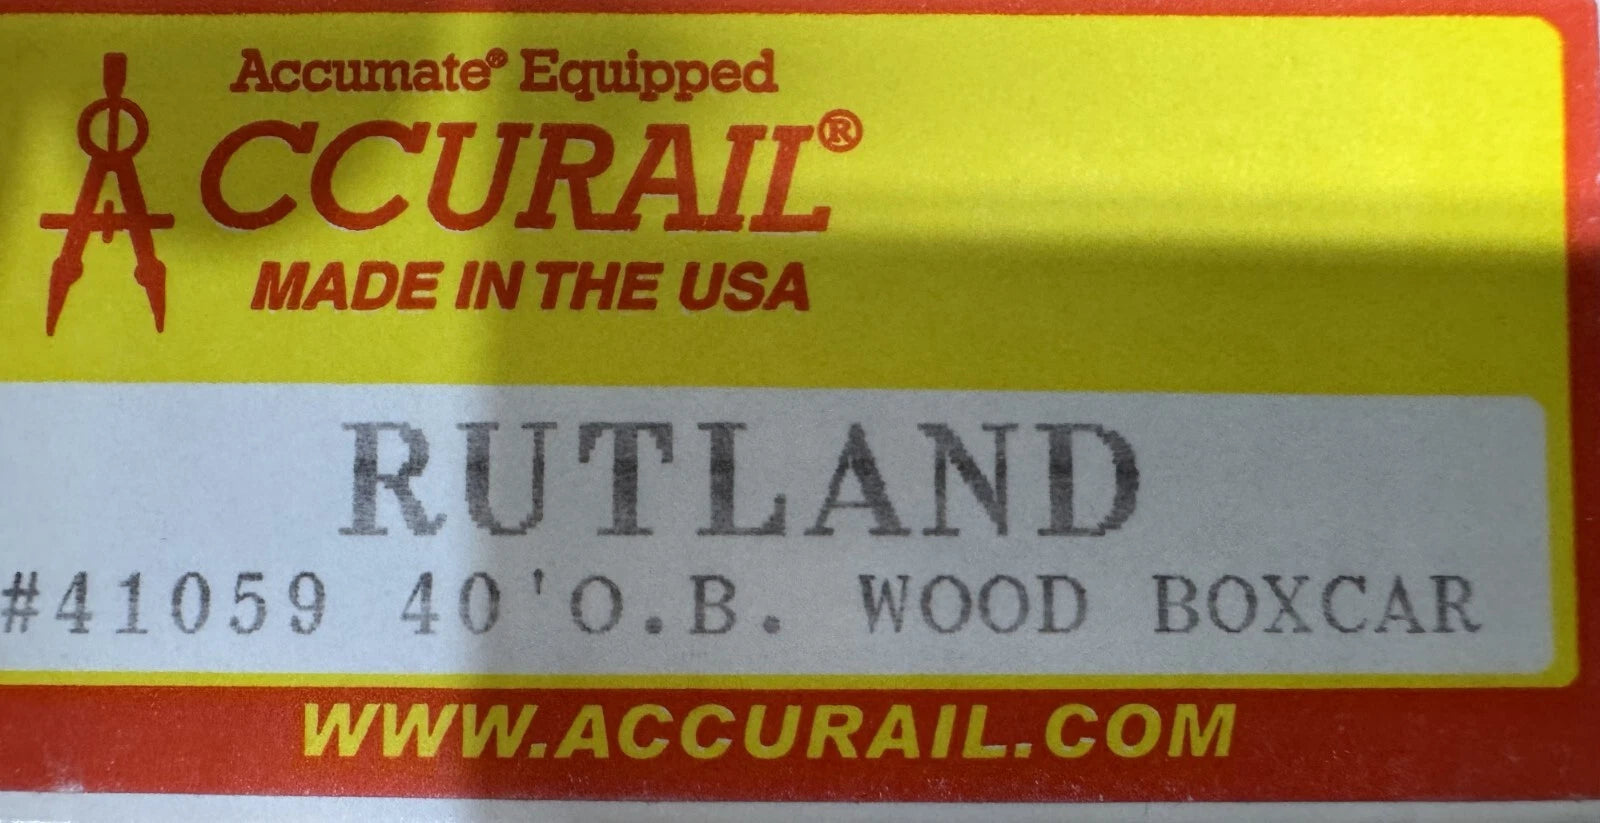 Accumate® Equipped
ACCURAIL®
MADE IN THE USA
RUTLAND
#41059 40'O.B. WOOD BOXCAR
WWW.ACCURAIL.COM